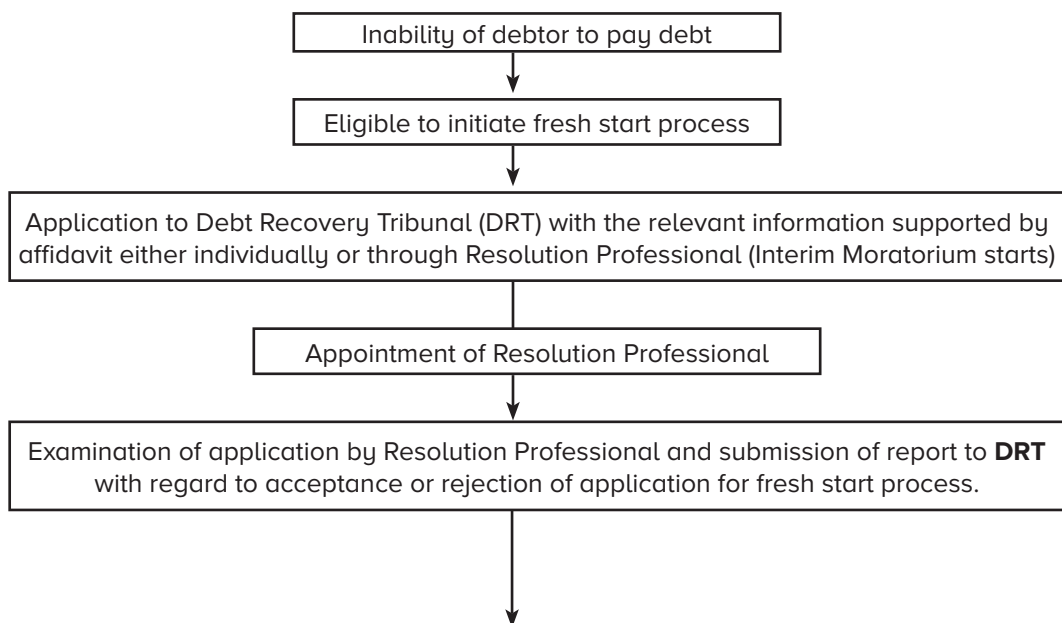 Inability of debtor to pay debt
Eligible to initiate fresh start process
Application to Debt Recovery Tribunal (DRT) with the relevant information supported by
affidavit either individually or through Resolution Professional (Interim Moratorium starts)
Appointment of Resolution Professional
Examination of application by Resolution Professional and submission of report to DRT
with regard to acceptance or rejection of application for fresh start process.